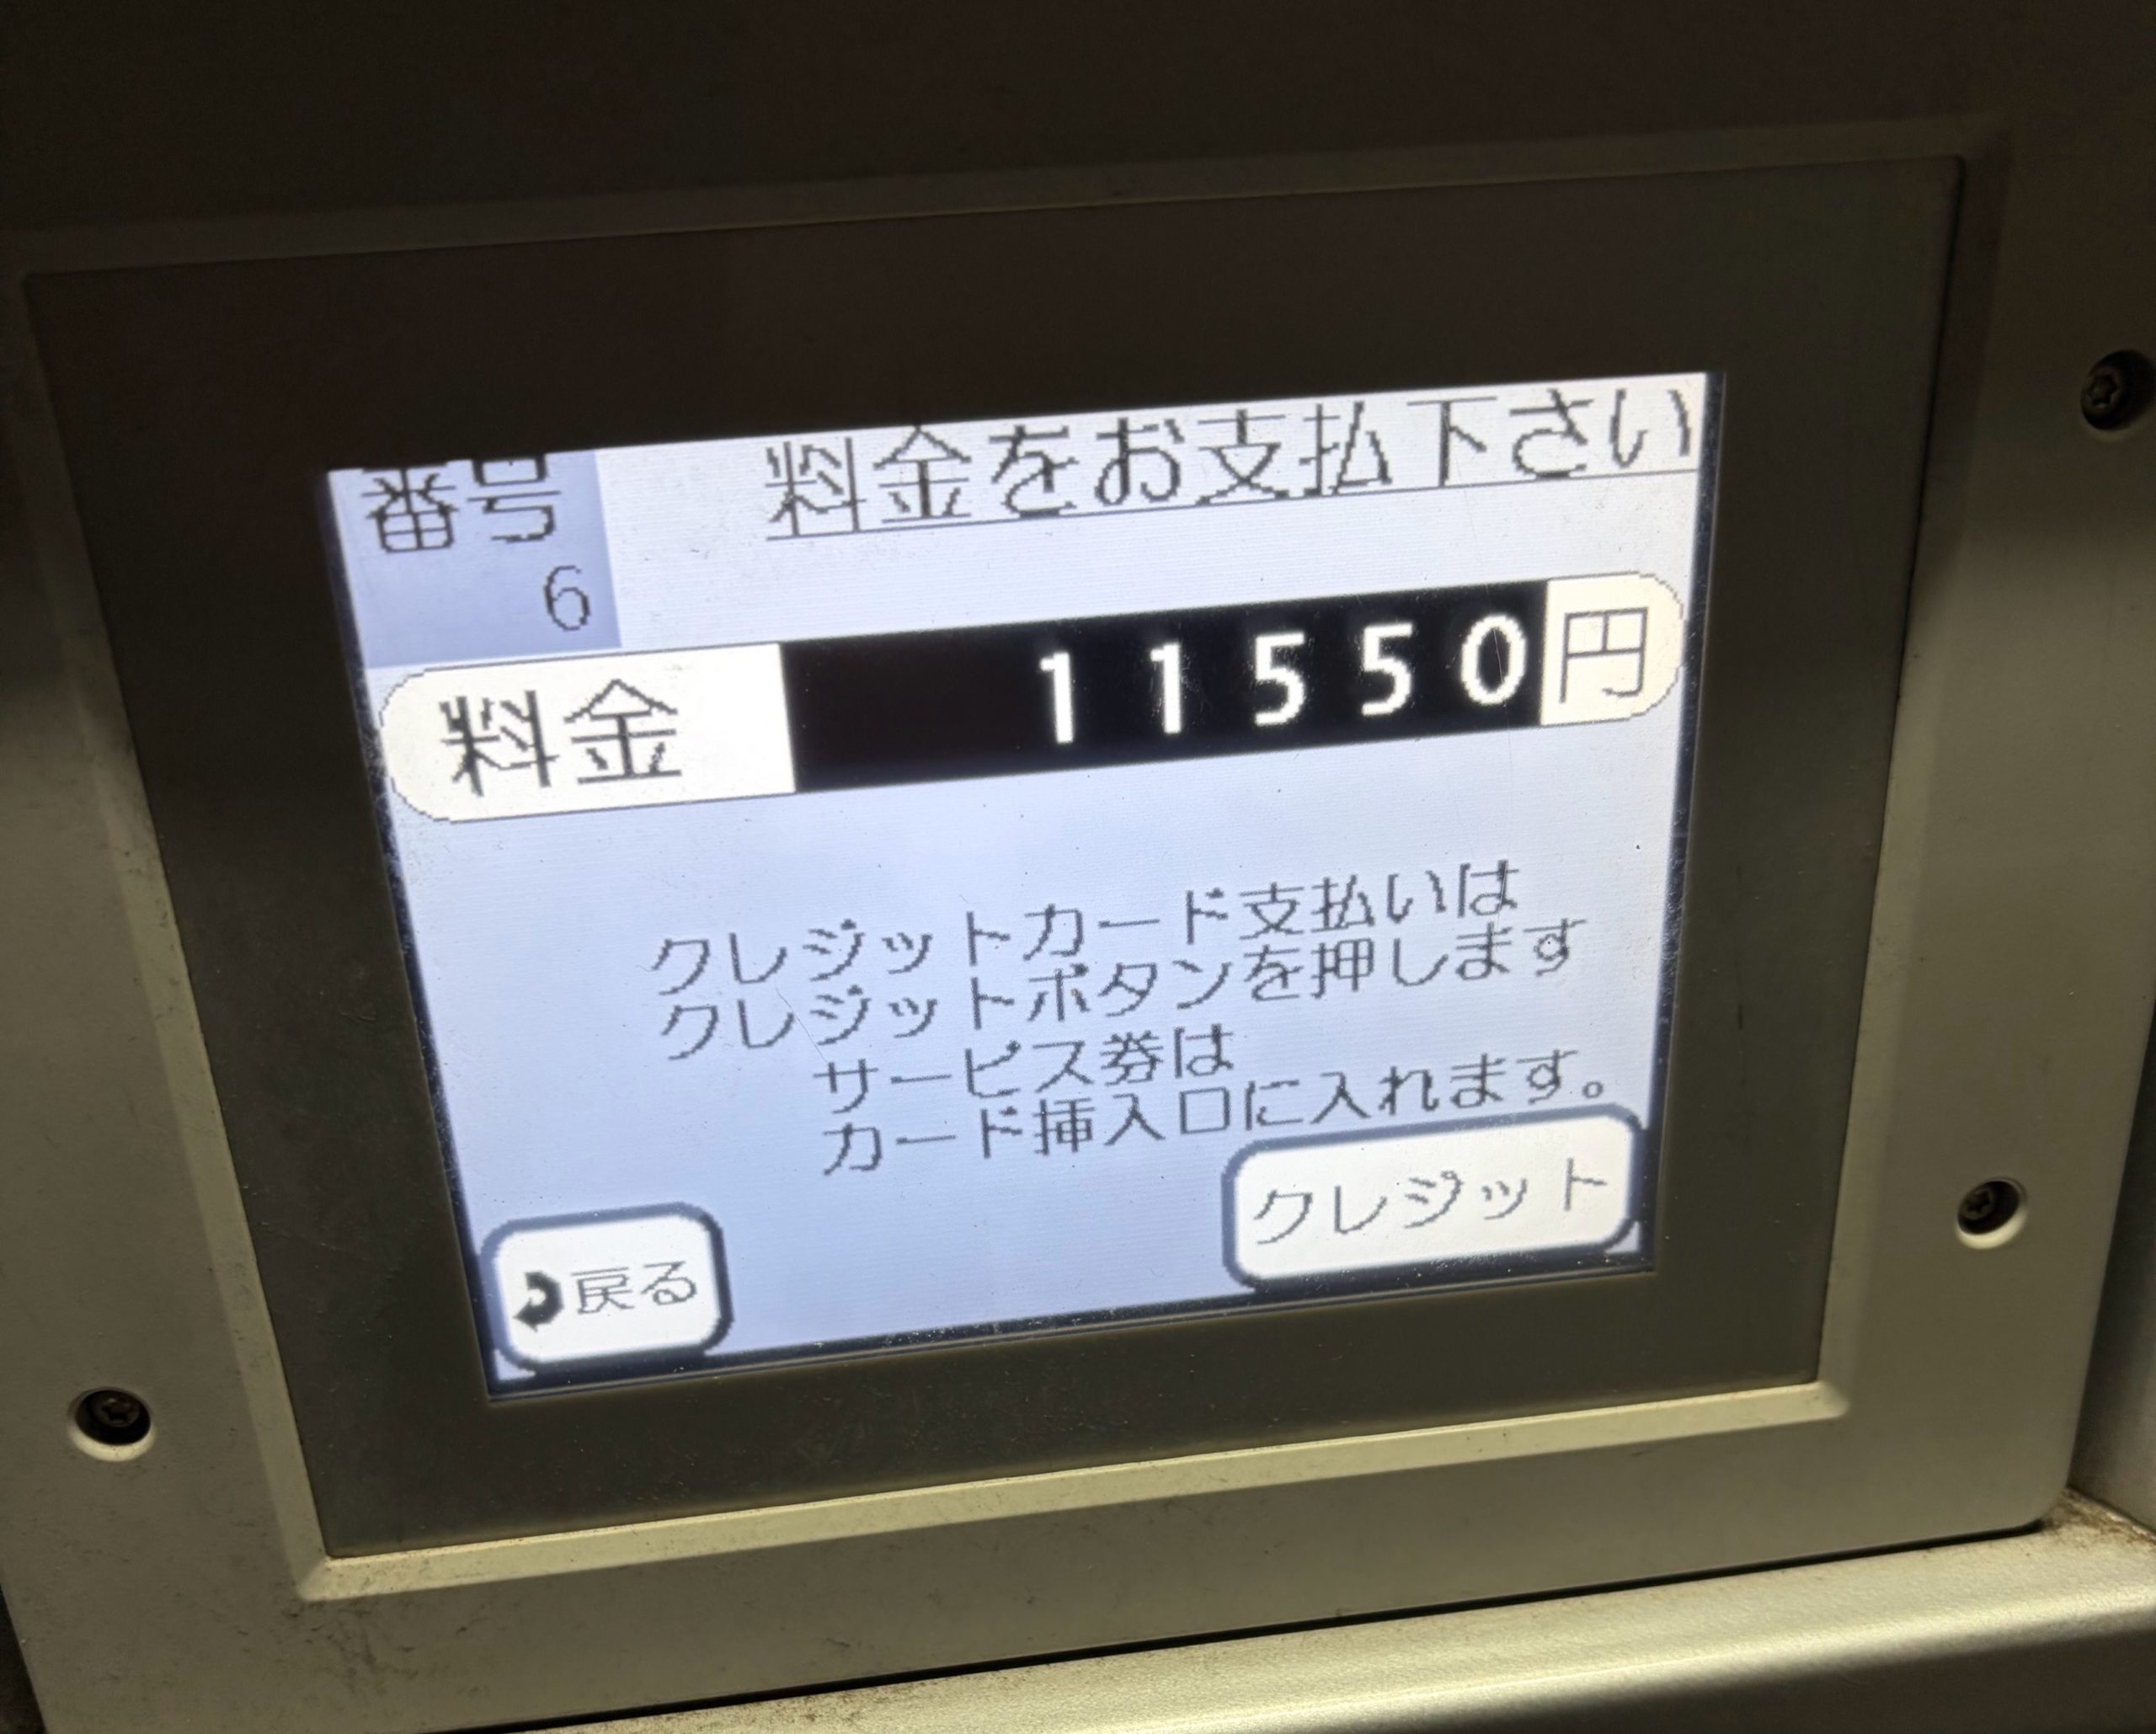 番号
料金をお支払下さい
6
料金 11550円
クレジットカード支払いは
クレジットボタンを押します
サービス券は
カード挿入口に入れます。
クレジット
戻る